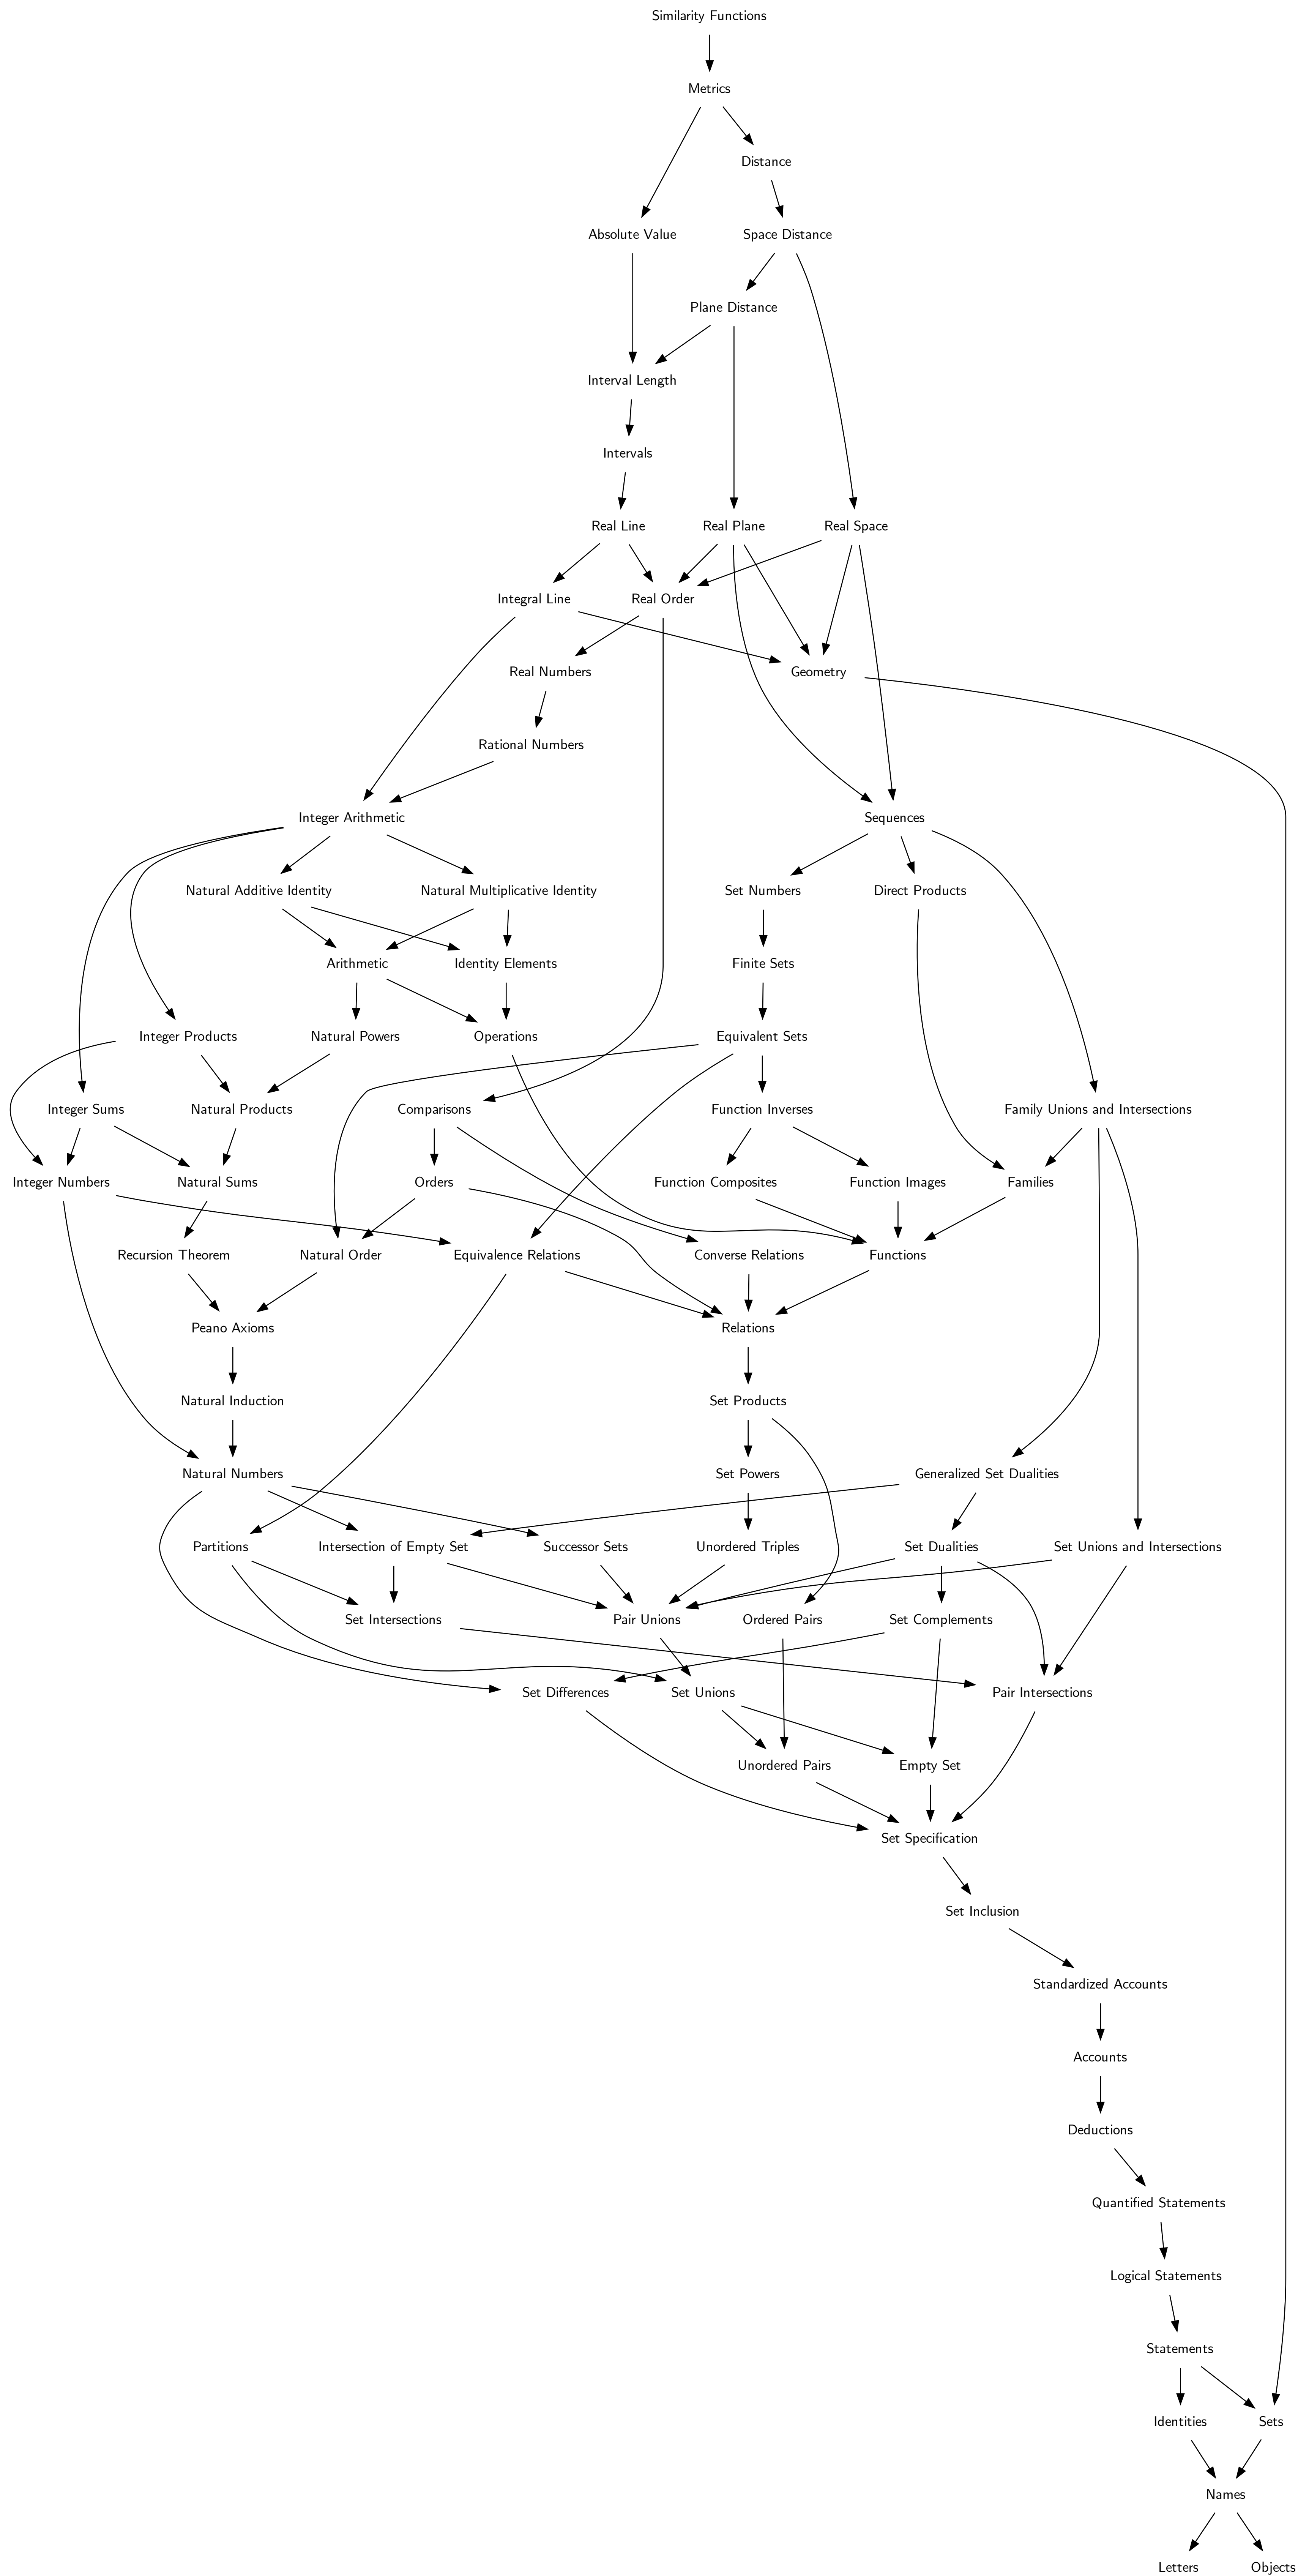 Similarity Functions
Metrics
Distance
Absolute Value
Space Distance
Plane Distance
Interval Length
Intervals
Real Line
Real Plane
Real Space
Integral Line
Real Order
Real Numbers
Geometry
Rational Numbers
Integer Arithmetic
Sequences
Natural Additive Identity
Natural Multiplicative Identity
Set Numbers
Direct Products
Arithmetic
Identity Elements
Finite Sets
Integer Products
Natural Powers
Operations
Equivalent Sets
Integer Sums
Natural Products
Comparisons
Function Inverses
Family Unions and Intersections
Integer Numbers
Natural Sums
Orders
Function Composites
Function Images
Families
Recursion Theorem
Natural Order
Equivalence Relations
Converse Relations
Functions
Peano Axioms
Relations
Natural Induction
Set Products
Natural Numbers
Set Powers
Generalized Set Dualities
Partitions
Intersection of Empty Set
Successor Sets
Unordered Triples
Set Dualities
Set Unions and Intersections
Set Intersections
Pair Unions
Ordered Pairs
Set Complements
Set Differences
Set Unions
Pair Intersections
Unordered Pairs
Empty Set
Set Specification
Set Inclusion
Standardized Accounts
Accounts
Deductions
Quantified Statements
Logical Statements
Statements
Identities
Sets
Names
Letters
Objects